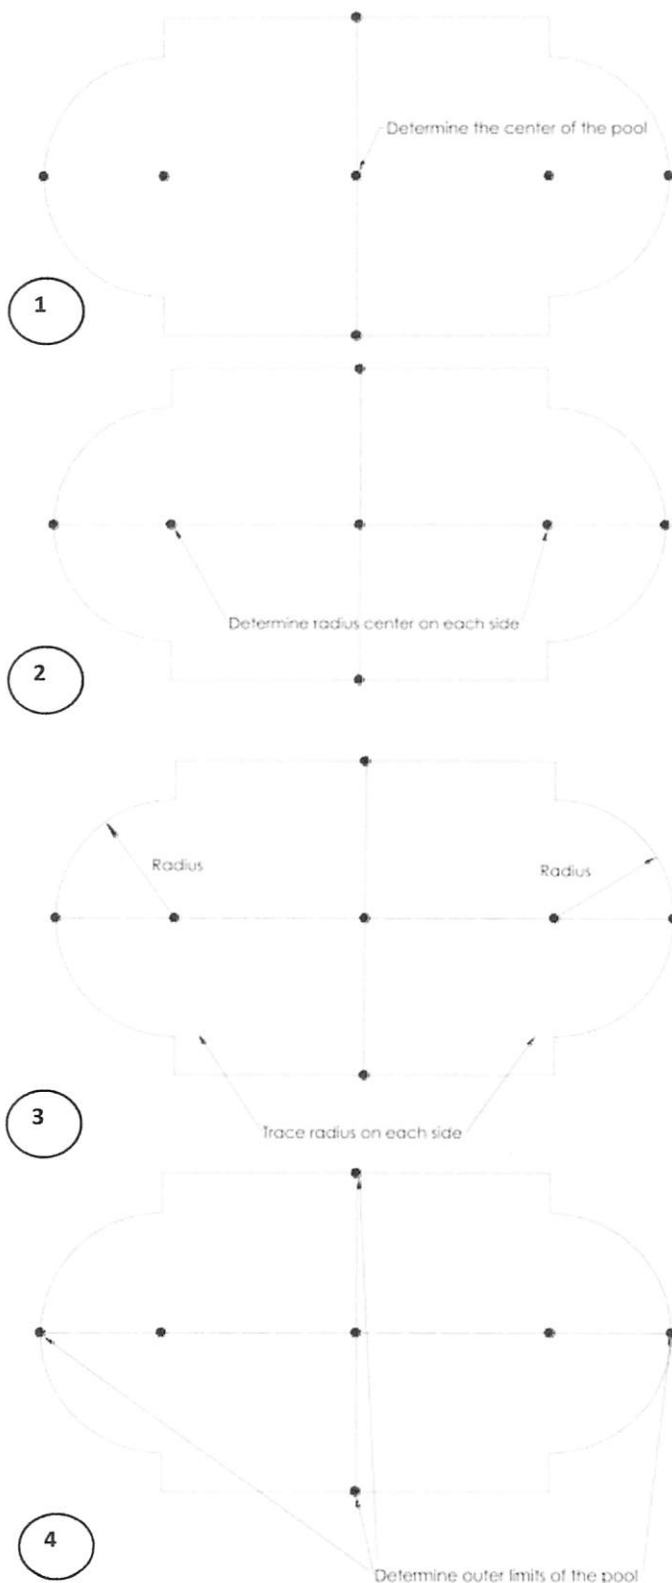 Determine the center of the pool
1
Determine radius center on each side
2
Radius
Radius
3
Trace radius on each side
4
Determine outer limits of the pool